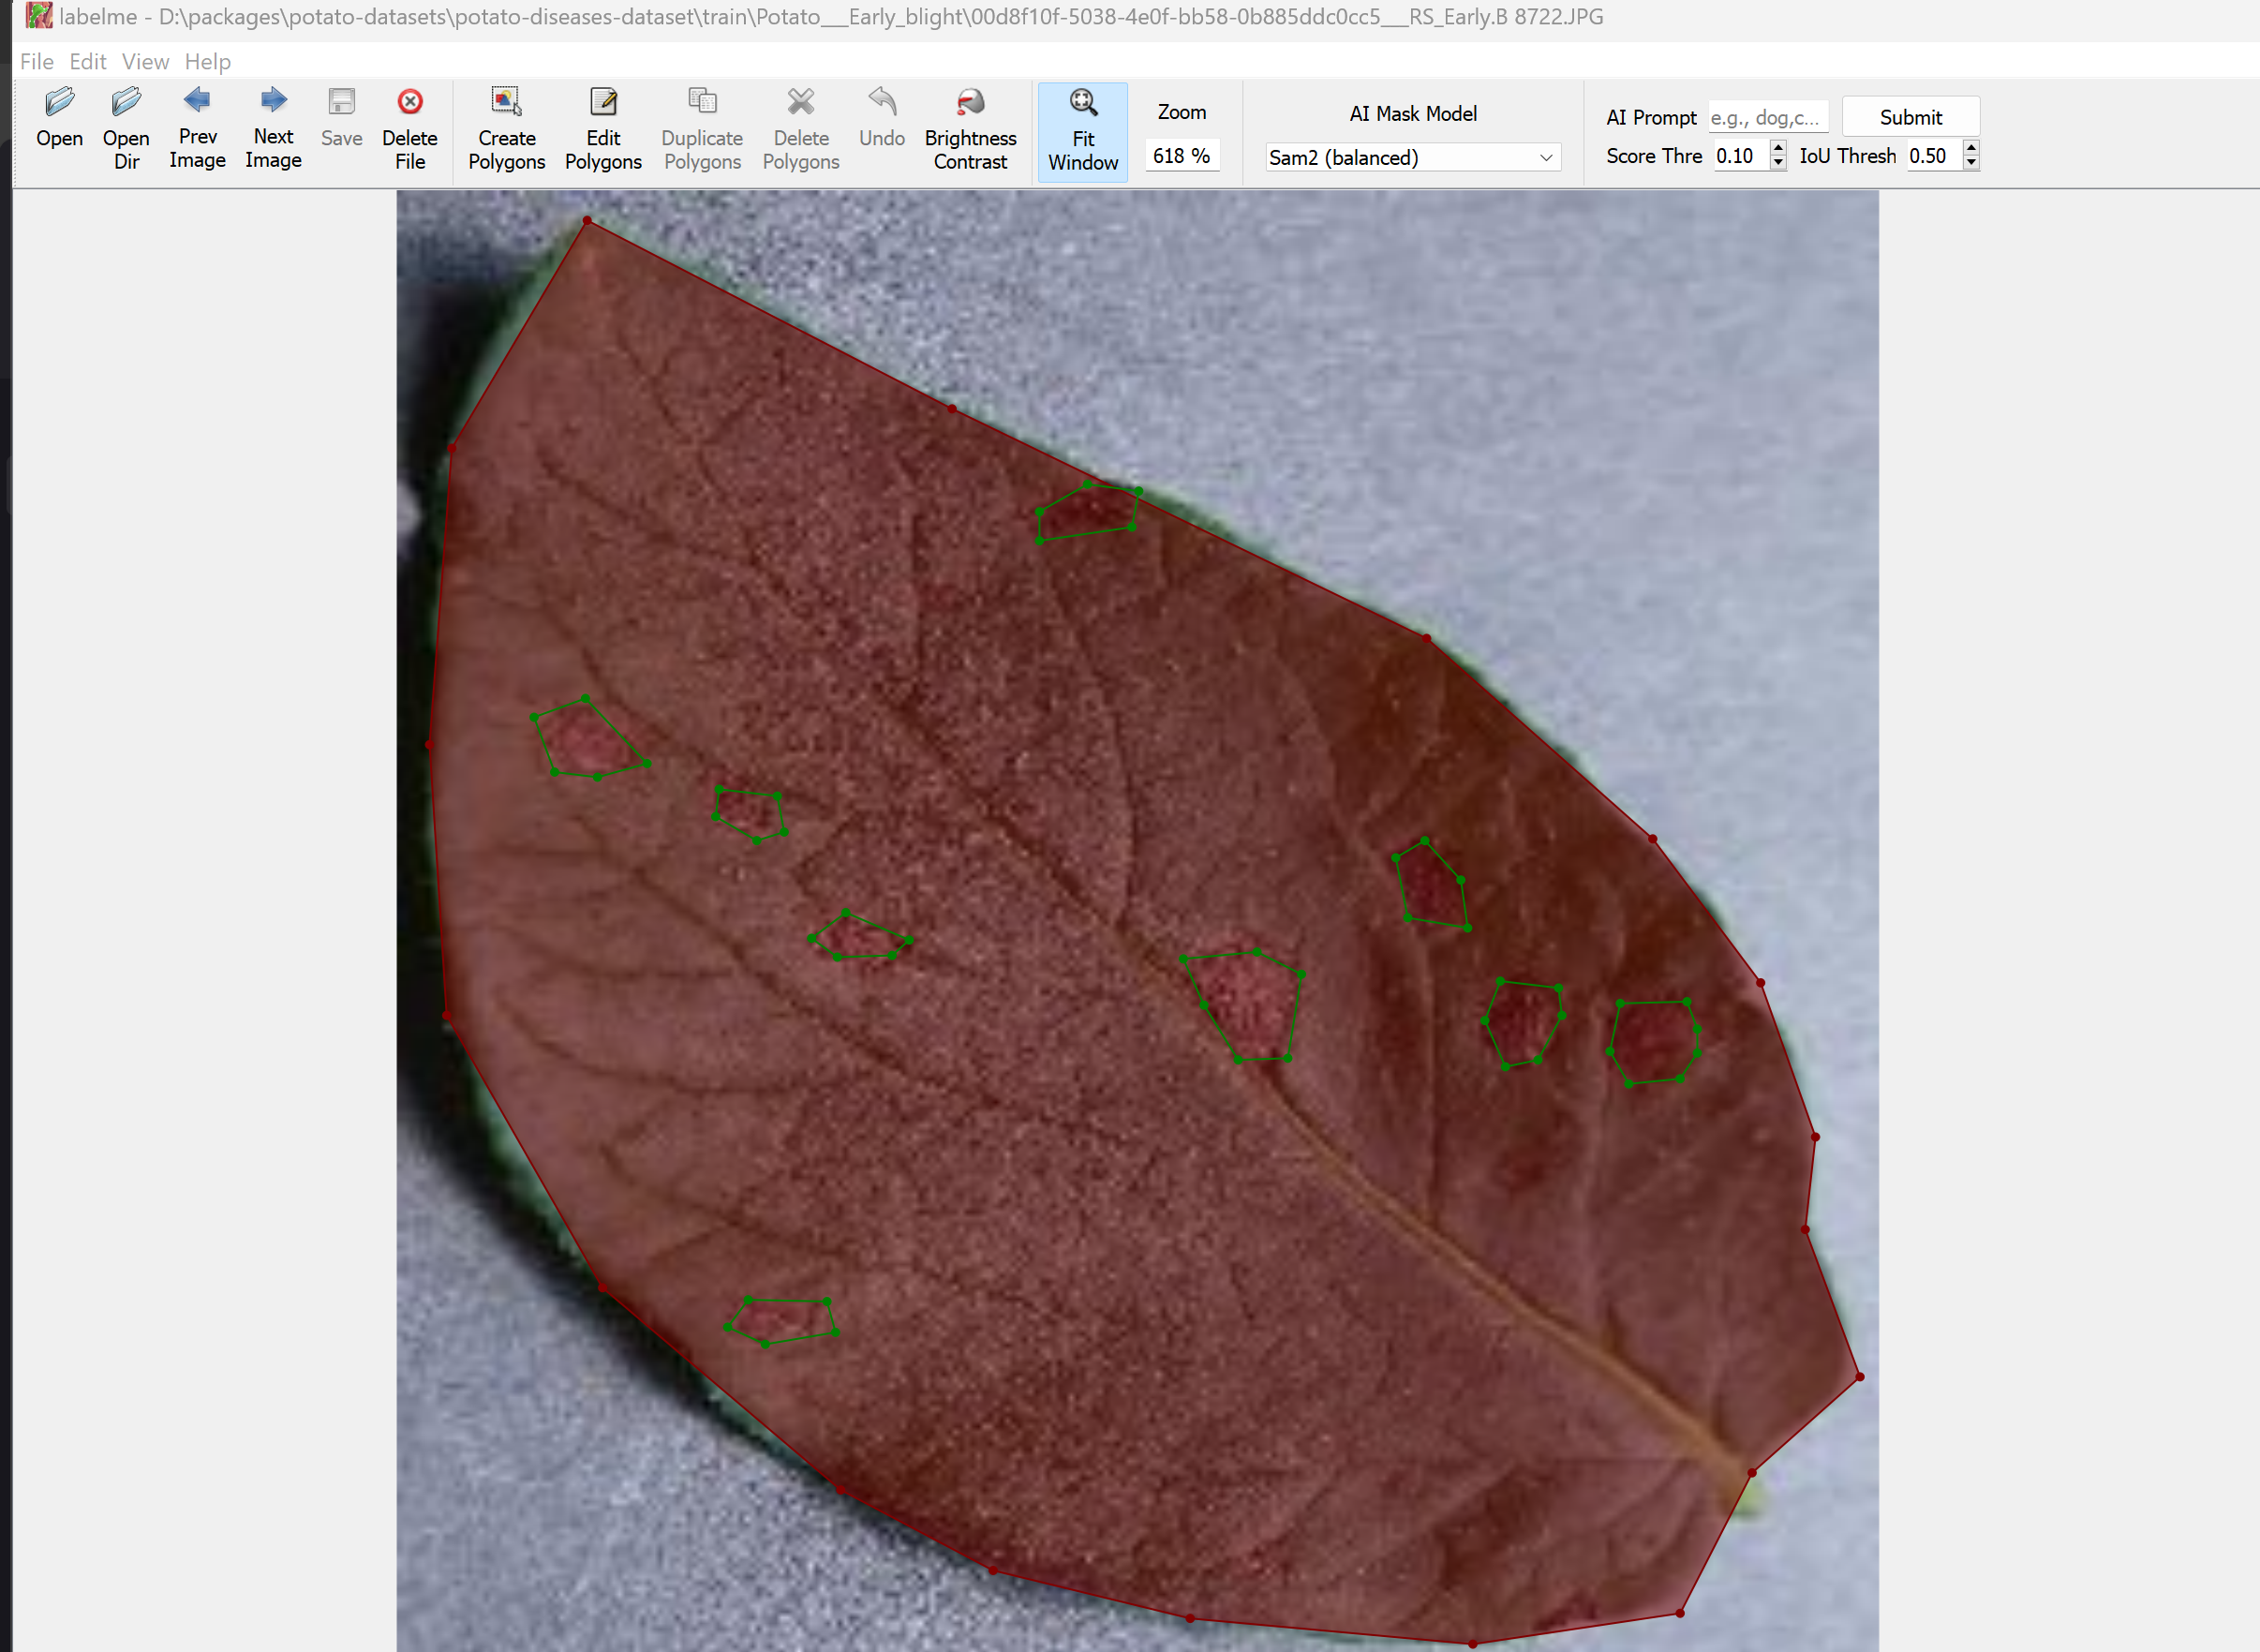 labelme - D:\packages\potato-datasets\potato-diseases-dataset\train\Potato___Early_blight\00d8f10f-5038-4e0f-bb58-0b885ddc0cc5___RS_Early.B 8722.JPG
File Edit View Help
Open
Open
Dir
Prev
Image
Next
Image
Save
Delete
File
Create
Polygons
Edit
Polygons
Duplicate
Polygons
Delete
Polygons
Undo
Brightness
Contrast
Fit
Window
Zoom
618 %
AI Mask Model
Sam2 (balanced)
AI Prompt e.g., dog,c... Submit
Score Thre 0.10 IoU Thresh 0.50